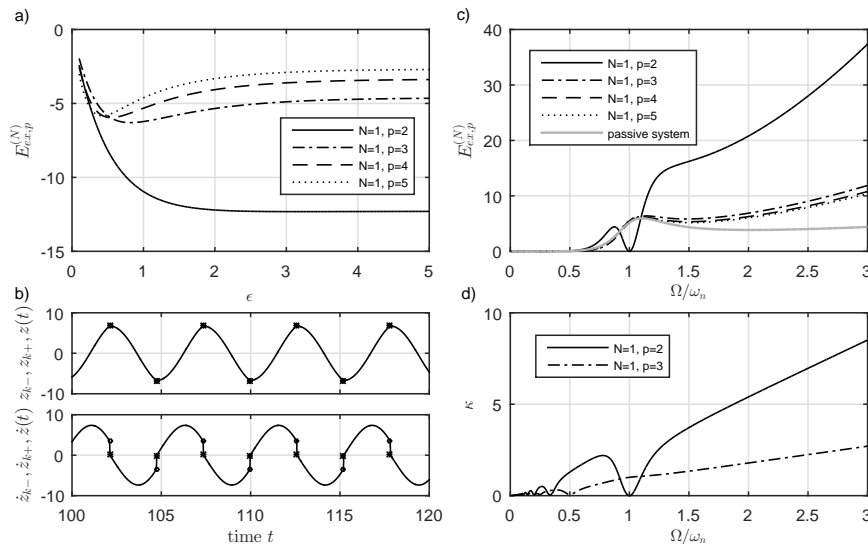 a)
0
-5
-10
-15
E_{ex,p}^{(N)}
N=1, p=2
N=1, p=3
N=1, p=4
N=1, p=5
0 1 2 3 4 5
ϵ
b)
10
0
-10
z_{k-}, z_{k+}, z(t)
10
0
-10
ż_{k-}, ż_{k+}, ż(t)
100 105 110 115 120
time t
c)
40
30
20
10
0
E_{ex,p}^{(N)}
N=1, p=2
N=1, p=3
N=1, p=4
N=1, p=5
passive system
0 0.5 1 1.5 2 2.5 3
Ω/ω_n
d)
10
5
0
κ
N=1, p=2
N=1, p=3
0 0.5 1 1.5 2 2.5 3
Ω/ω_n